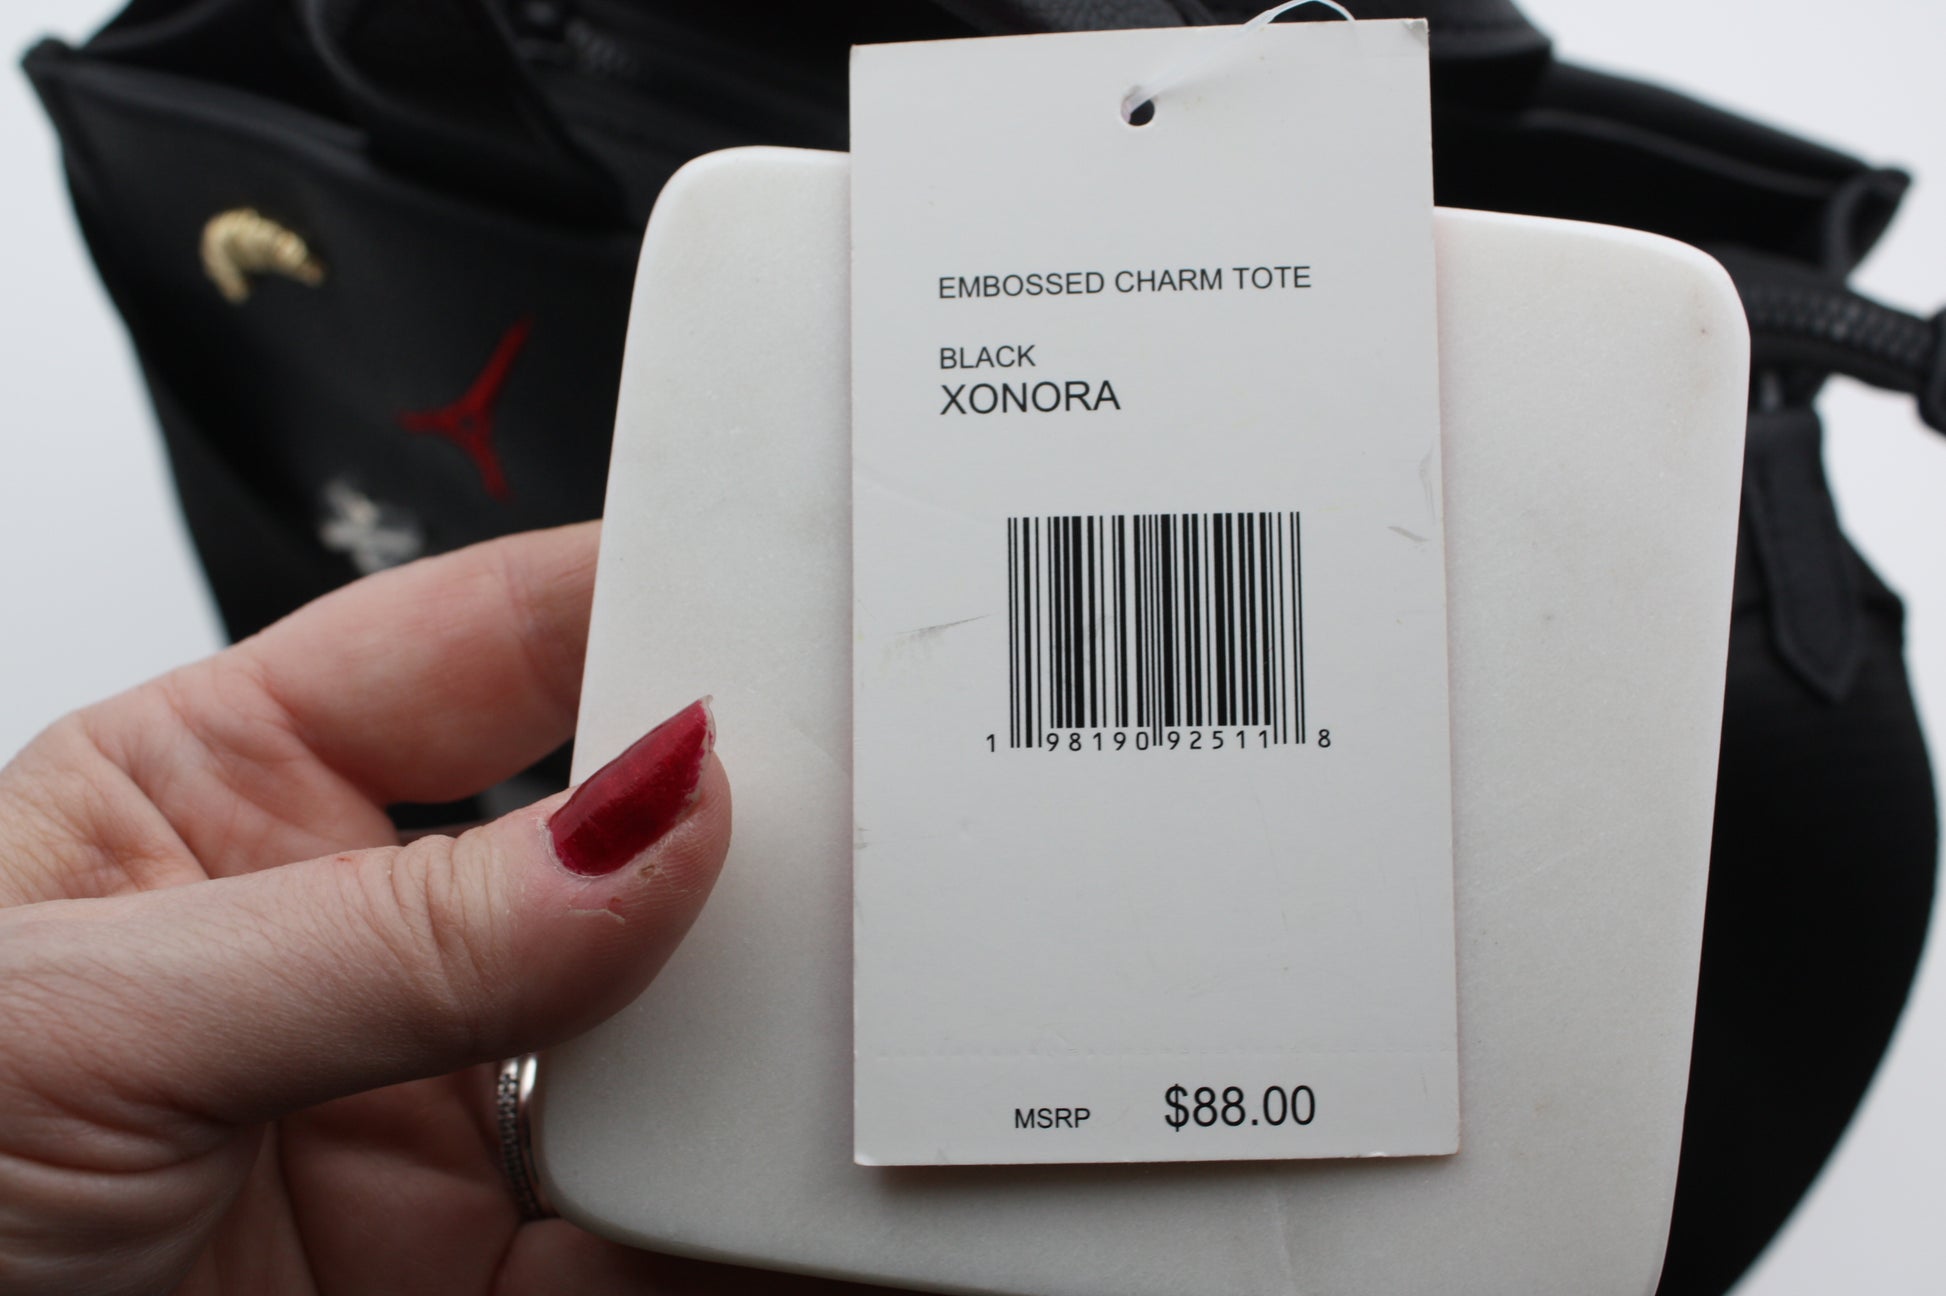 EMBOSSED CHARM TOTE
BLACK
XONORA
1 98190 92511 8
MSRP $88.00